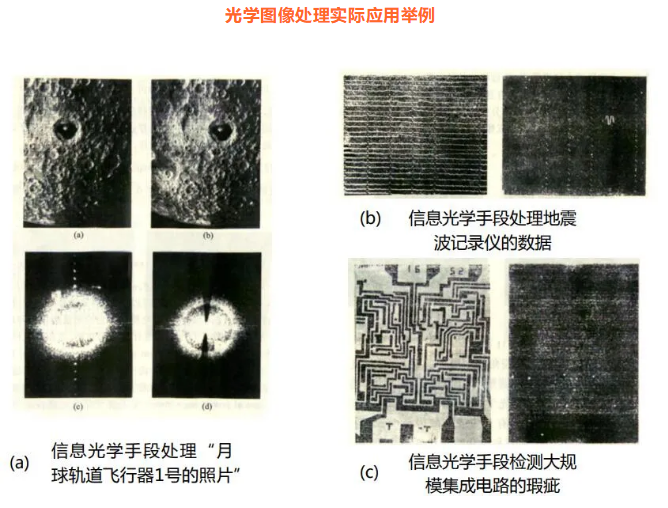 光学图像处理实际应用举例
(a)
(b)
(c)
(d)
(a) 信息光学手段处理“月
球轨道飞行器1号的照片”
(b) 信息光学手段处理地震
波记录仪的数据
16 52
T -T
(c) 信息光学手段检测大规
模集成电路的瑕疵